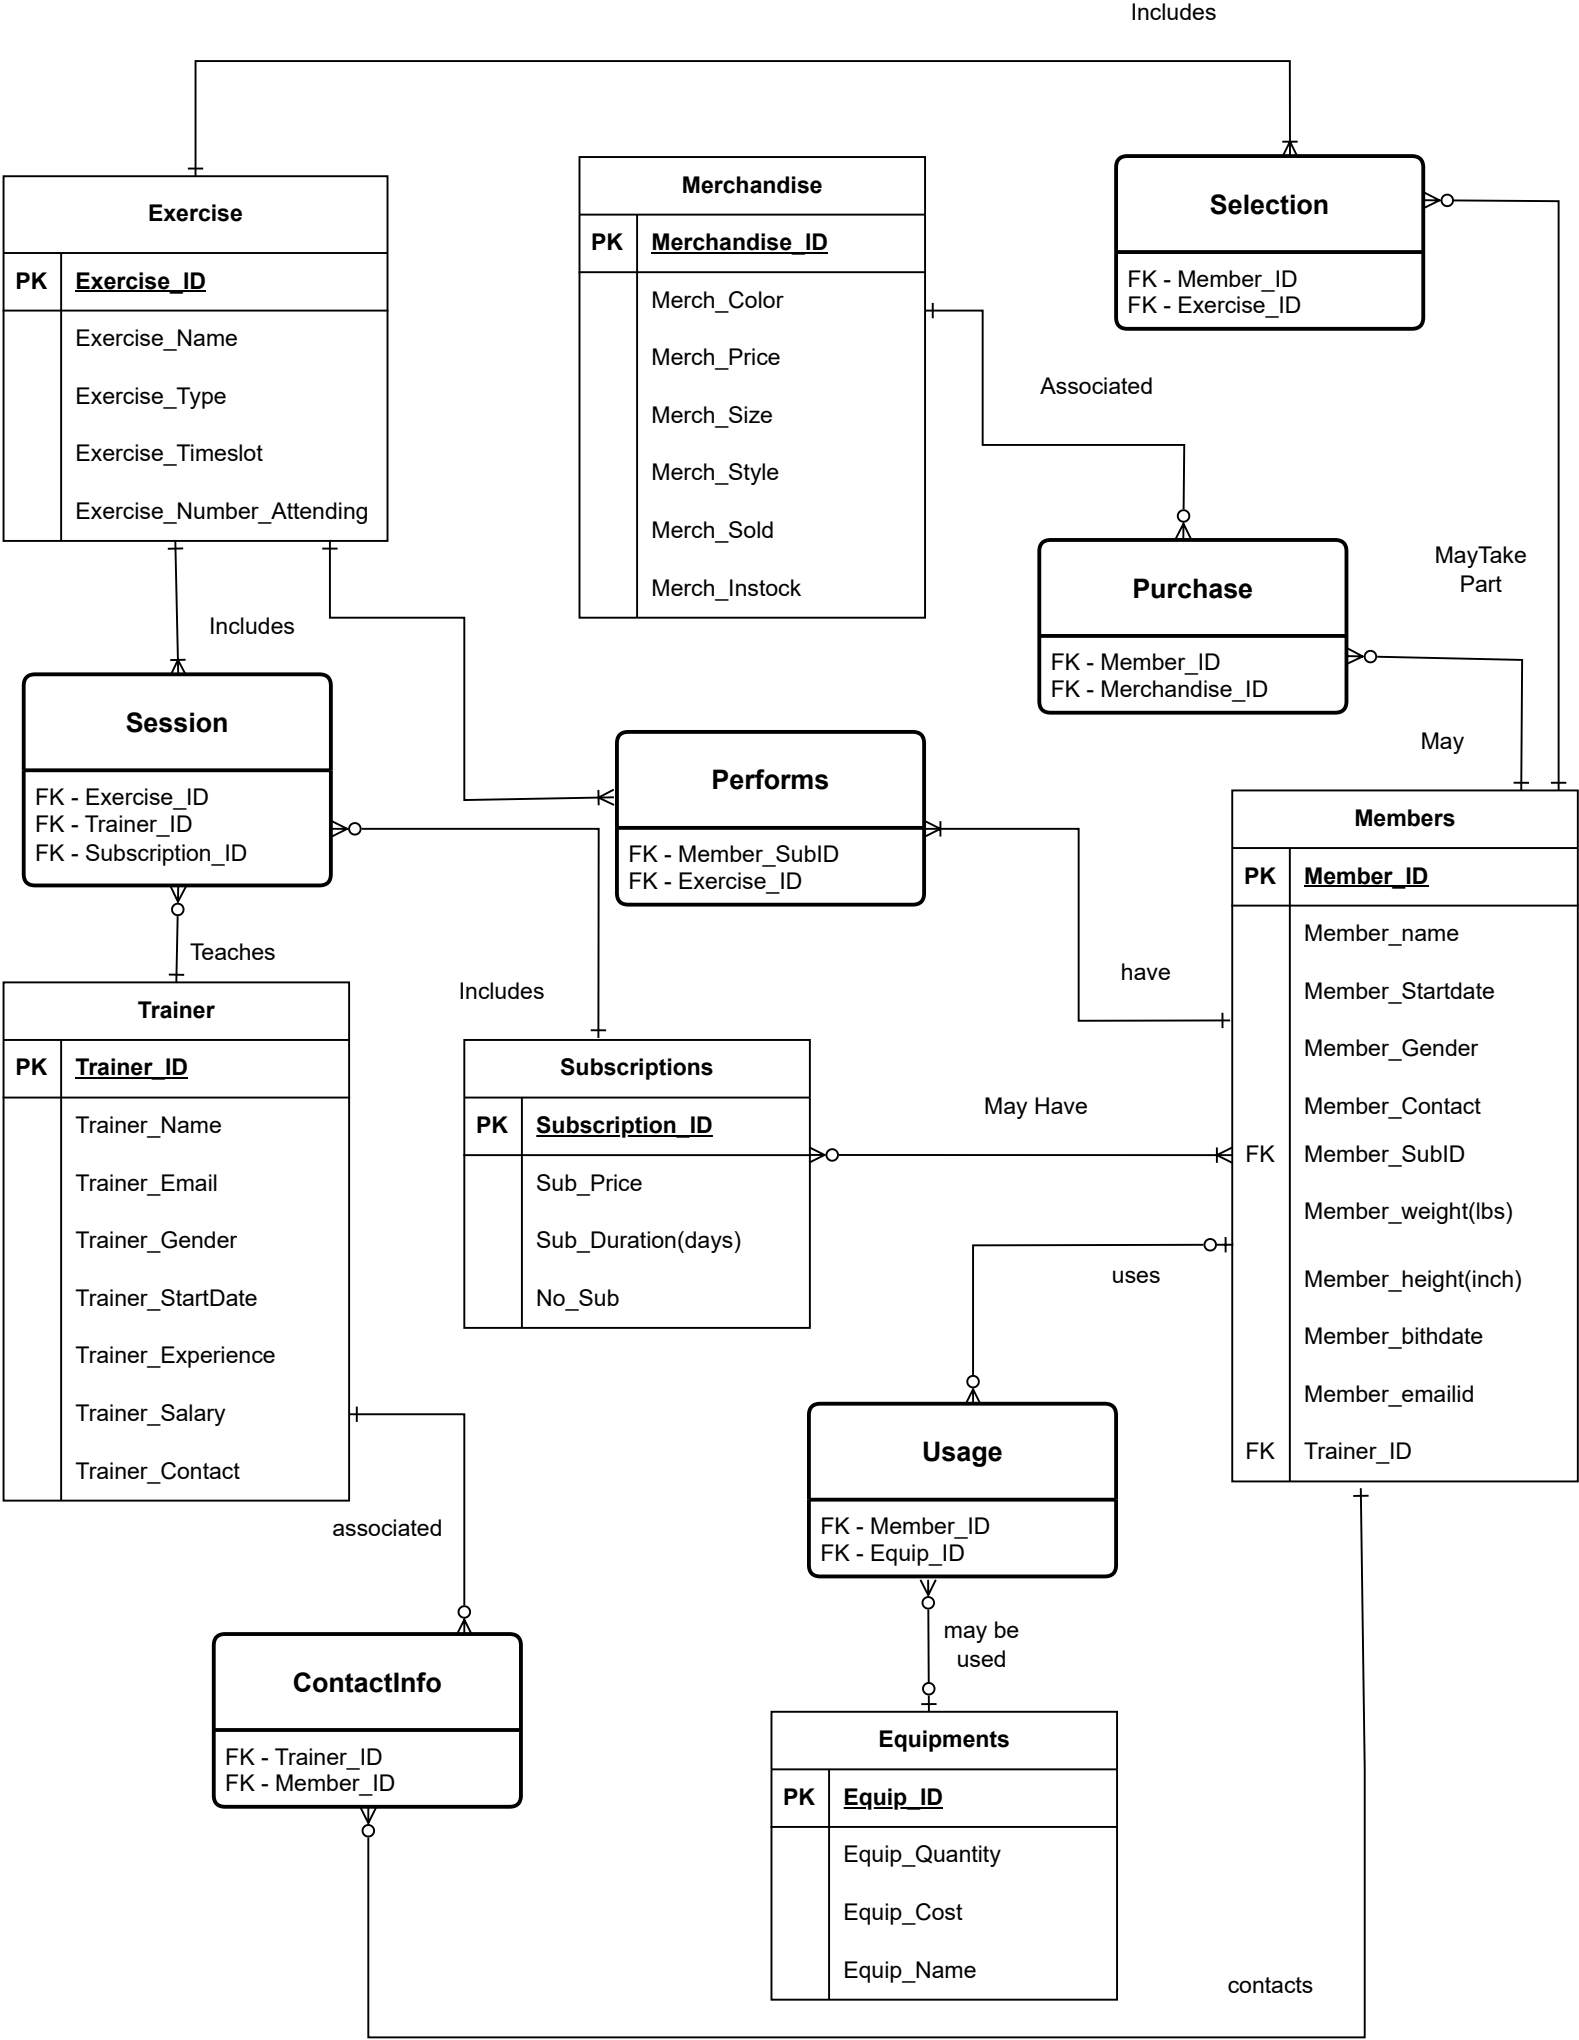 Includes
Exercise
PK Exercise_ID
Exercise_Name
Exercise_Type
Exercise_Timeslot
Exercise_Number_Attending
Merchandise
PK Merchandise_ID
Merch_Color
Merch_Price
Merch_Size
Merch_Style
Merch_Sold
Merch_Instock
Selection
FK - Member_ID
FK - Exercise_ID
Associated
MayTake
Part
Purchase
FK - Member_ID
FK - Merchandise_ID
May
Includes
Session
FK - Exercise_ID
FK - Trainer_ID
FK - Subscription_ID
Performs
FK - Member_SubID
FK - Exercise_ID
Teaches
Includes
have
Members
PK Member_ID
Member_name
Member_Startdate
Member_Gender
Member_Contact
FK Member_SubID
Member_weight(lbs)
Member_height(inch)
Member_bithdate
Member_emailid
FK Trainer_ID
Trainer
PK Trainer_ID
Trainer_Name
Trainer_Email
Trainer_Gender
Trainer_StartDate
Trainer_Experience
Trainer_Salary
Trainer_Contact
Subscriptions
PK Subscription_ID
Sub_Price
Sub_Duration(days)
No_Sub
May Have
uses
Usage
FK - Member_ID
FK - Equip_ID
associated
may be
used
ContactInfo
FK - Trainer_ID
FK - Member_ID
Equipments
PK Equip_ID
Equip_Quantity
Equip_Cost
Equip_Name
contacts